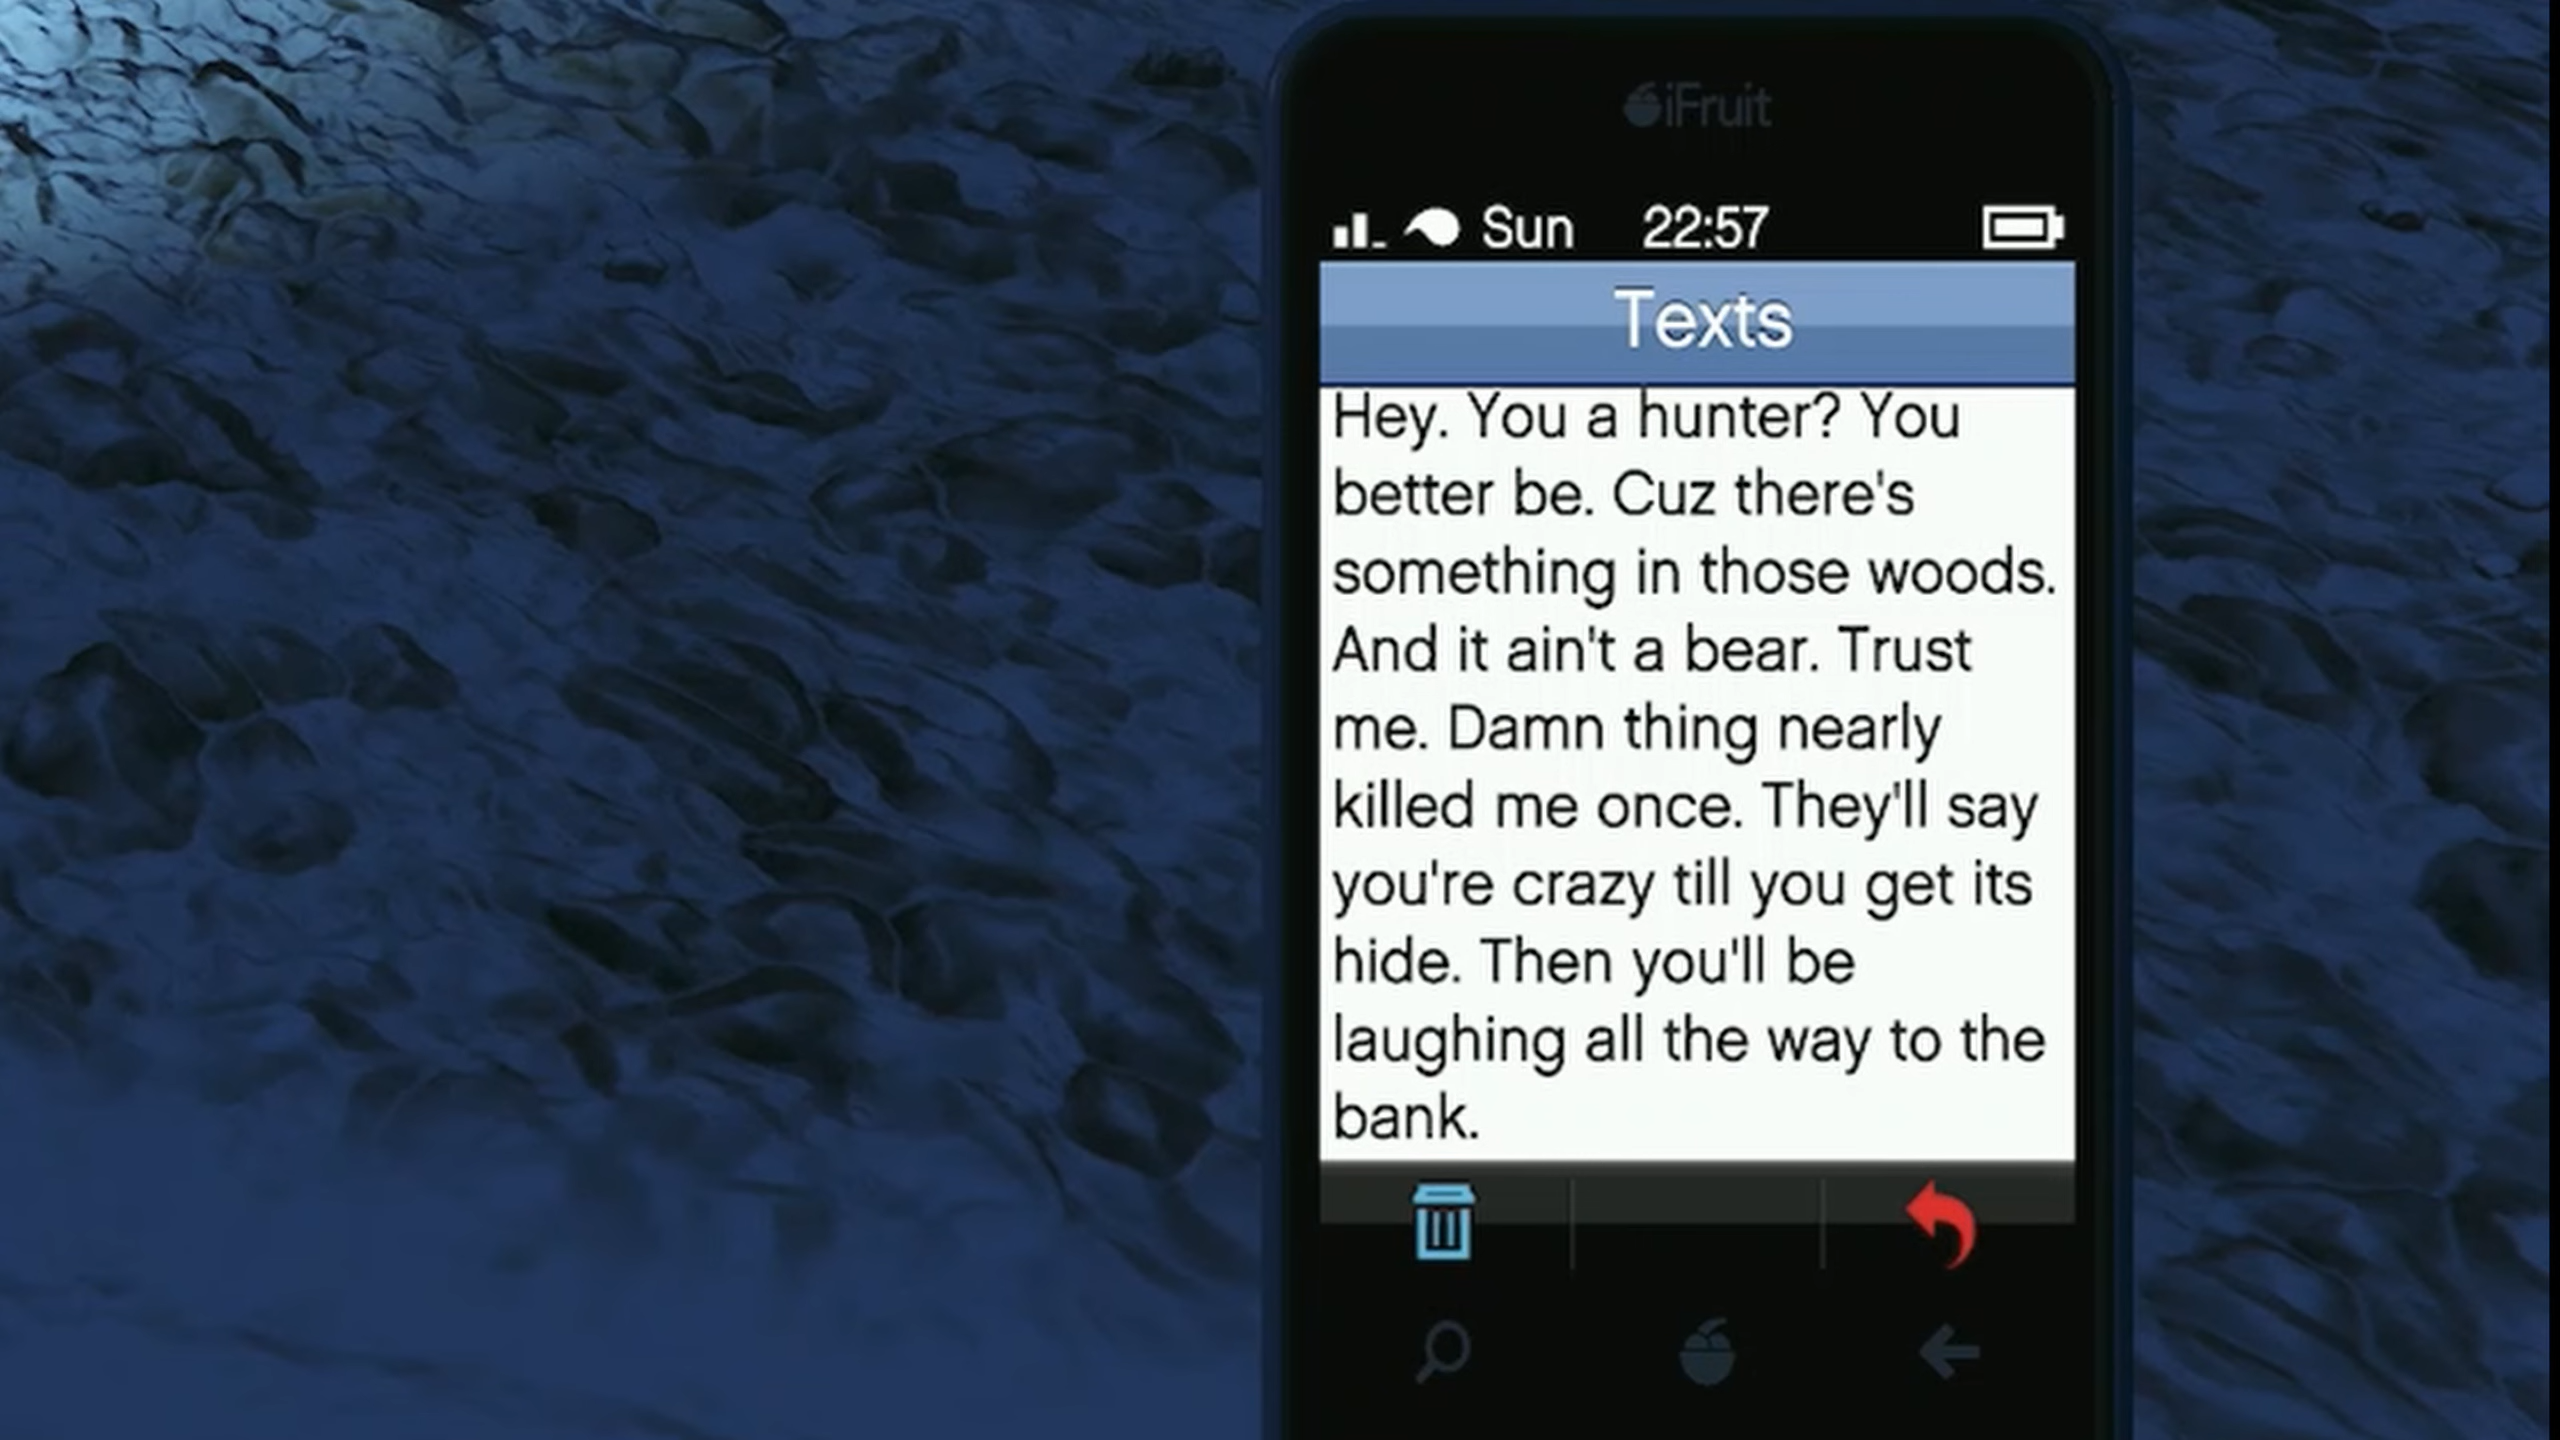 iFruit
Sun 22:57
Texts
Hey. You a hunter? You
better be. Cuz there's
something in those woods.
And it ain't a bear. Trust
me. Damn thing nearly
killed me once. They'll say
you're crazy till you get its
hide. Then you'll be
laughing all the way to the
bank.